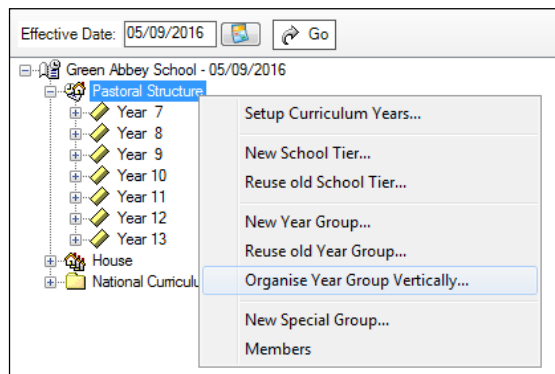 Effective Date: 05/09/2016 Go
Green Abbey School - 05/09/2016
Pastoral Structure
Year 7
Year 8
Year 9
Year 10
Year 11
Year 12
Year 13
House
National
Setup Curriculum Years...
New School Tier...
Reuse old School Tier...
New Year Group...
Reuse old Year Group...
Organise Year Group Vertically...
New Special Group...
Members